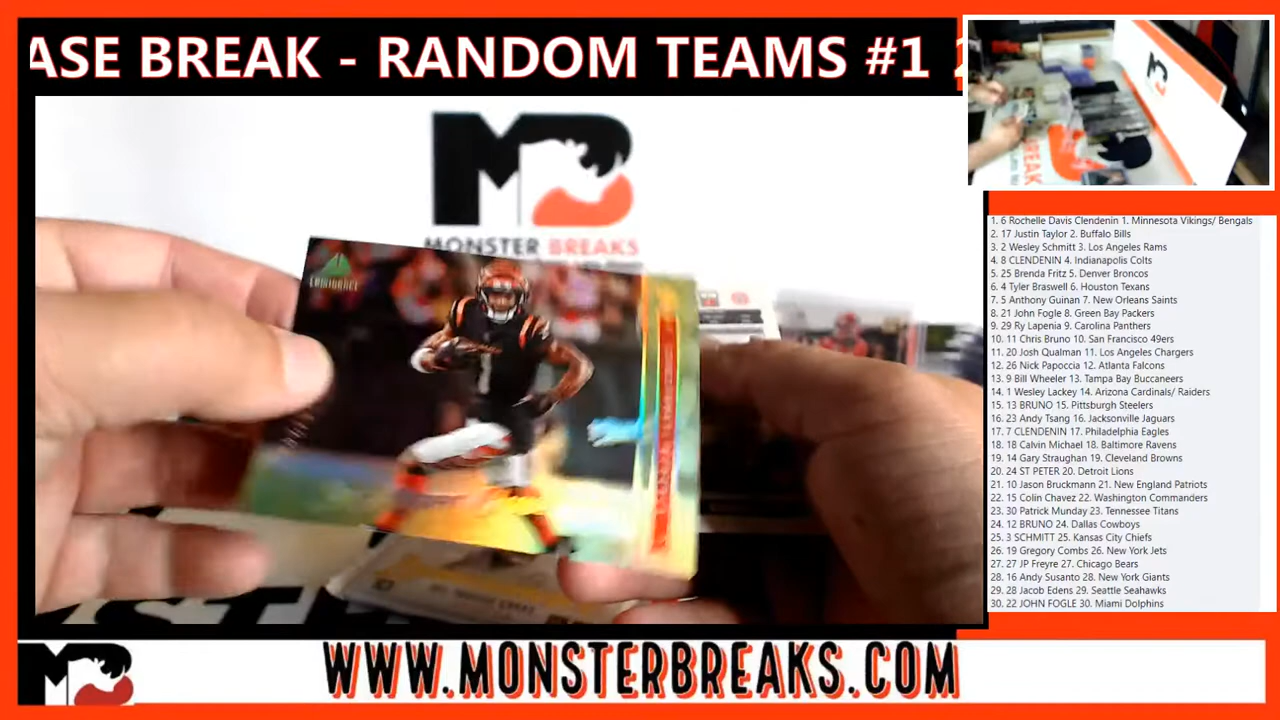 ASE BREAK - RANDOM TEAMS #1
MONSTER BREAKS
LUMINANCE
1. 6 Rochelle Davis Clendenin 1. Minnesota Vikings/ Bengals
2. 17 Justin Taylor 2. Buffalo Bills
3. 2 Wesley Schmitt 3. Los Angeles Rams
4. 8 CLENDENIN 4. Indianapolis Colts
5. 25 Brenda Fritz 5. Denver Broncos
6. 4 Tyler Braswell 6. Houston Texans
7. 5 Anthony Guinan 7. New Orleans Saints
8. 21 John Fogle 8. Green Bay Packers
9. 29 Ry Lapenia 9. Carolina Panthers
10. 11 Chris Bruno 10. San Francisco 49ers
11. 20 Josh Qualman 11. Los Angeles Chargers
12. 26 Nick Papoccia 12. Atlanta Falcons
13. 9 Bill Wheeler 13. Tampa Bay Buccaneers
14. 1 Wesley Lackey 14. Arizona Cardinals/ Raiders
15. 13 BRUNO 15. Pittsburgh Steelers
16. 23 Andy Tsang 16. Jacksonville Jaguars
17. 7 CLENDENIN 17. Philadelphia Eagles
18. 18 Calvin Michael 18. Baltimore Ravens
19. 14 Gary Straughan 19. Cleveland Browns
20. 24 ST PETER 20. Detroit Lions
21. 10 Jason Bruckmann 21. New England Patriots
22. 15 Colin Chavez 22. Washington Commanders
23. 30 Patrick Munday 23. Tennessee Titans
24. 12 BRUNO 24. Dallas Cowboys
25. 3 SCHMITT 25. Kansas City Chiefs
26. 19 Gregory Combs 26. New York Jets
27. 27 JP Freyre 27. Chicago Bears
28. 16 Andy Susanto 28. New York Giants
29. 28 Jacob Edens 29. Seattle Seahawks
30. 22 JOHN FOGLE 30. Miami Dolphins
WWW.MONSTERBREAKS.COM